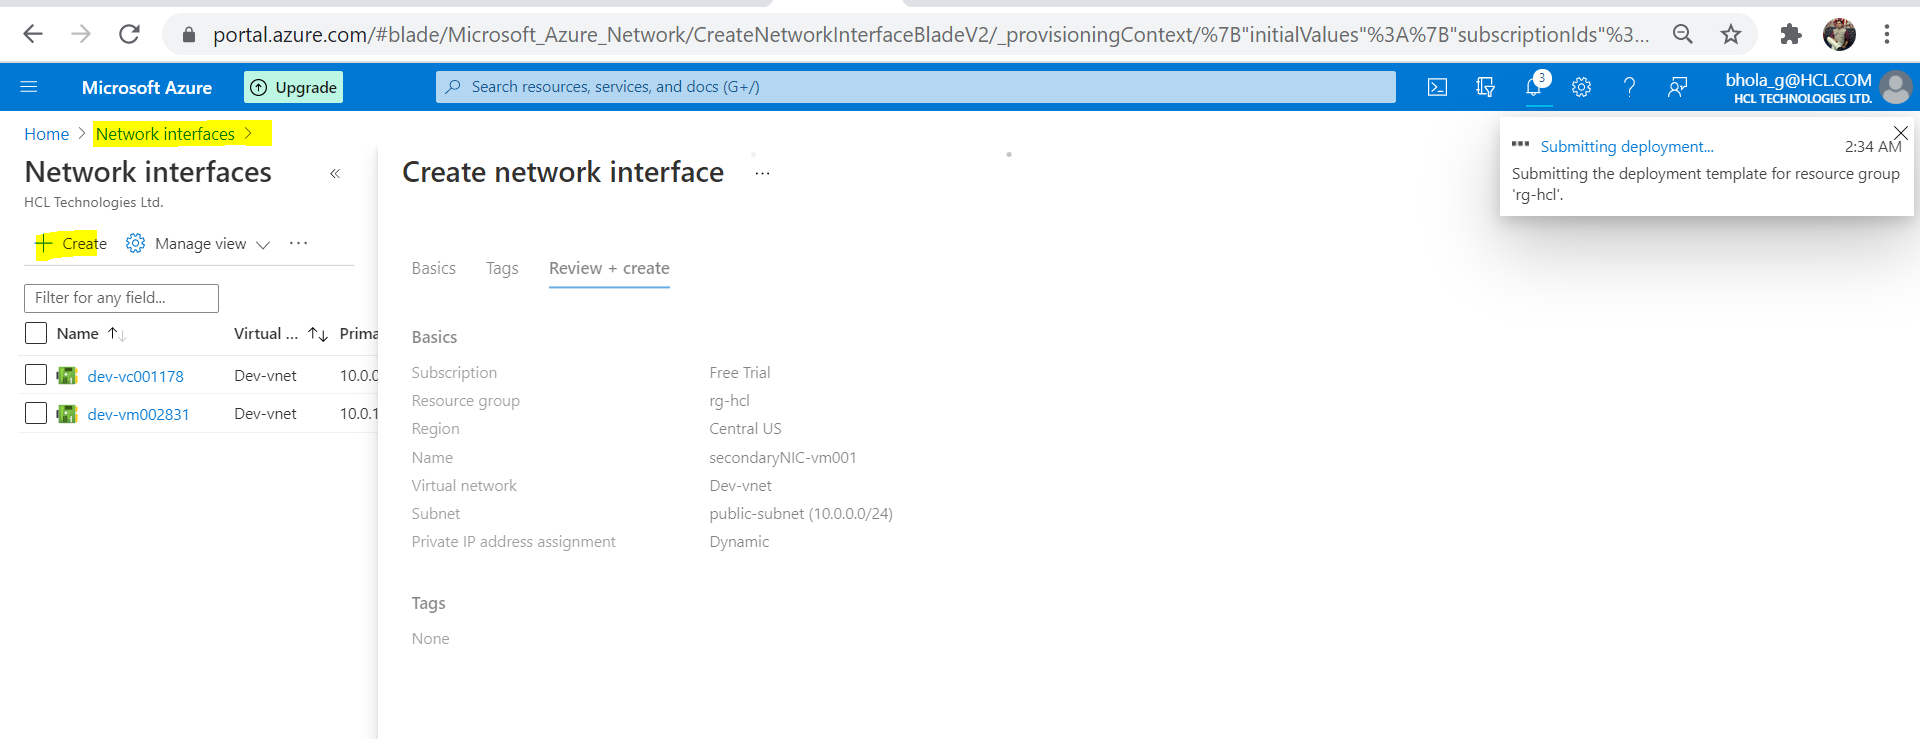 portal.azure.com/#blade/Microsoft_Azure_Network/CreateNetworkInterfaceBladeV2/_provisioningContext/%7B"initialValues"%3A%7B"subscriptionIds"%3...
Microsoft Azure
Upgrade
Search resources, services, and docs (G+/)
3
bhola_g@HCL.COM
HCL TECHNOLOGIES LTD.
Home > Network interfaces >
Network interfaces
«
HCL Technologies Ltd.
+ Create
Manage view
...
Filter for any field...
Name ↑↓ Virtual ... ↑↓ Prima
dev-vc001178 Dev-vnet 10.0.0
dev-vm002831 Dev-vnet 10.0.1
Create network interface ...
Basics Tags Review + create
Basics
Subscription Free Trial
Resource group rg-hcl
Region Central US
Name secondaryNIC-vm001
Virtual network Dev-vnet
Subnet public-subnet (10.0.0.0/24)
Private IP address assignment Dynamic
Tags
None
Submitting deployment... 2:34 AM
Submitting the deployment template for resource group
'rg-hcl'.